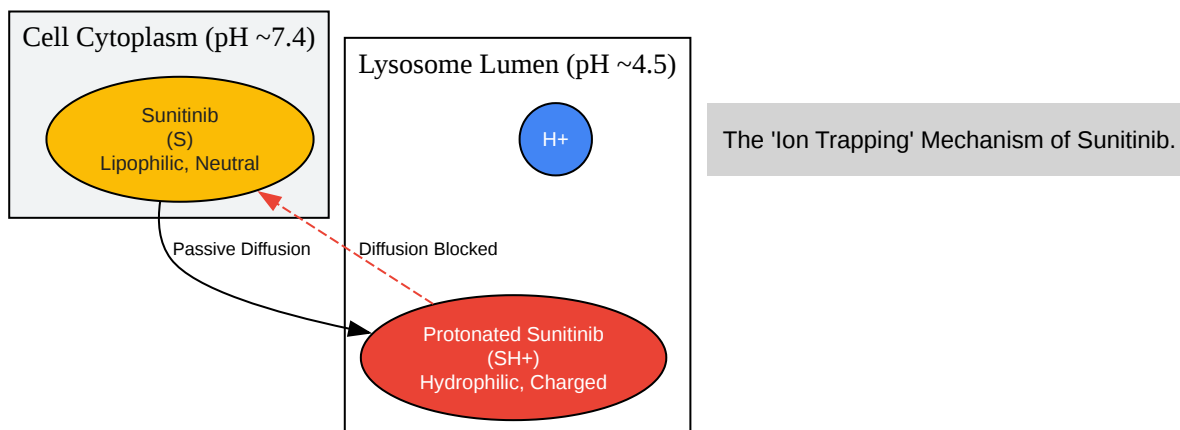 Cell Cytoplasm (pH ~7.4)
Sunitinib
(S)
Lipophilic, Neutral
Lysosome Lumen (pH ~4.5)
H+
The 'Ion Trapping' Mechanism of Sunitinib.
Passive Diffusion
Diffusion Blocked
Protonated Sunitinib
(SH+)
Hydrophilic, Charged